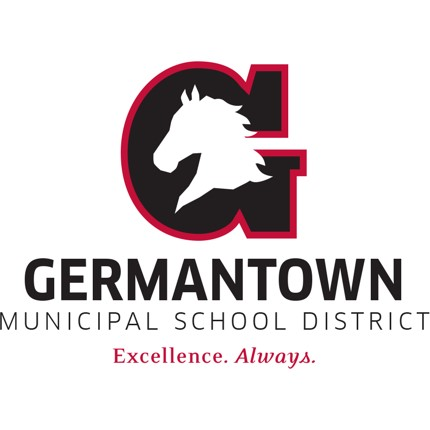 G
GERMANTOWN
MUNICIPAL SCHOOL DISTRICT
Excellence. Always.